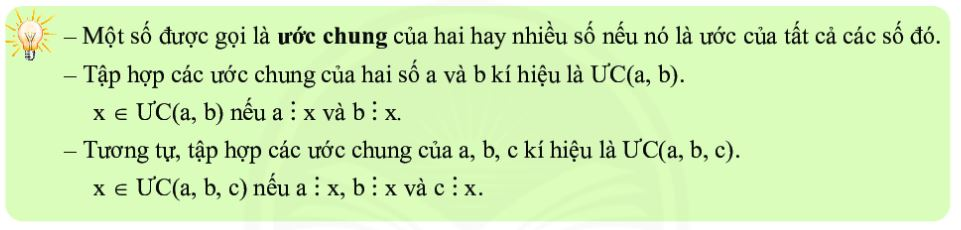 – Một số được gọi là ước chung của hai hay nhiều số nếu nó là ước của tất cả các số đó.
– Tập hợp các ước chung của hai số a và b kí hiệu là ƯC(a, b).
x ∈ ƯC(a, b) nếu a ⋮ x và b ⋮ x.
– Tương tự, tập hợp các ước chung của a, b, c kí hiệu là ƯC(a, b, c).
x ∈ ƯC(a, b, c) nếu a ⋮ x, b ⋮ x và c ⋮ x.